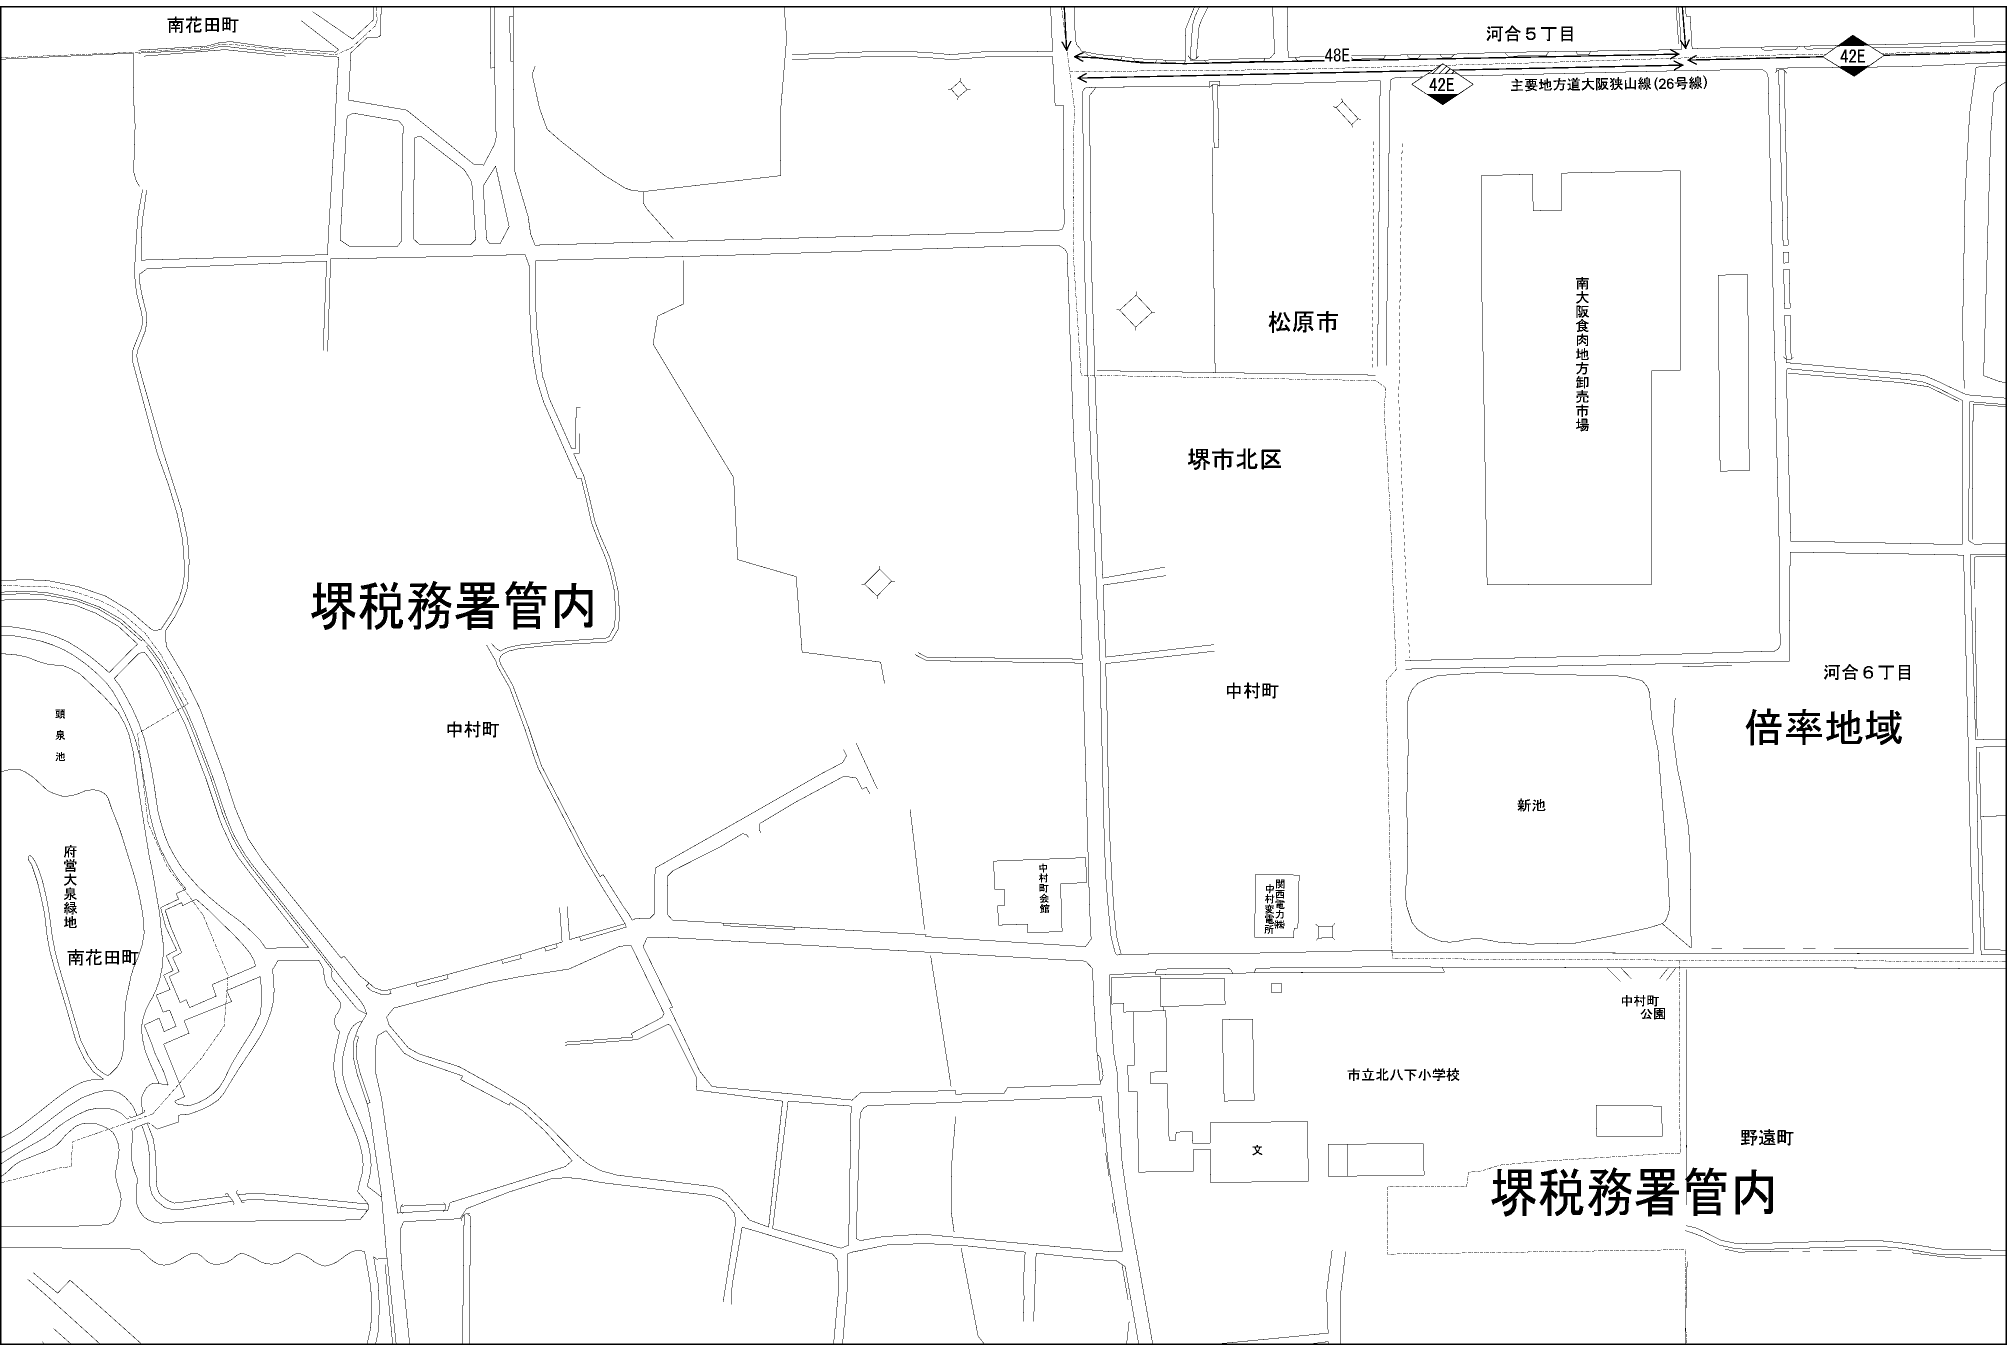 南花田町
河合５丁目
48E
42E
42E
主要地方道大阪狭山線(26号線)
南大阪食肉地方卸売市場
松原市
堺市北区
堺税務署管内
河合６丁目
中村町
頭泉池
倍率地域
中村町
新池
府営大泉緑地
中村町会館
関西電力㈱
中村変電所
南花田町
中村町
公園
市立北八下小学校
野遠町
文
堺税務署管内